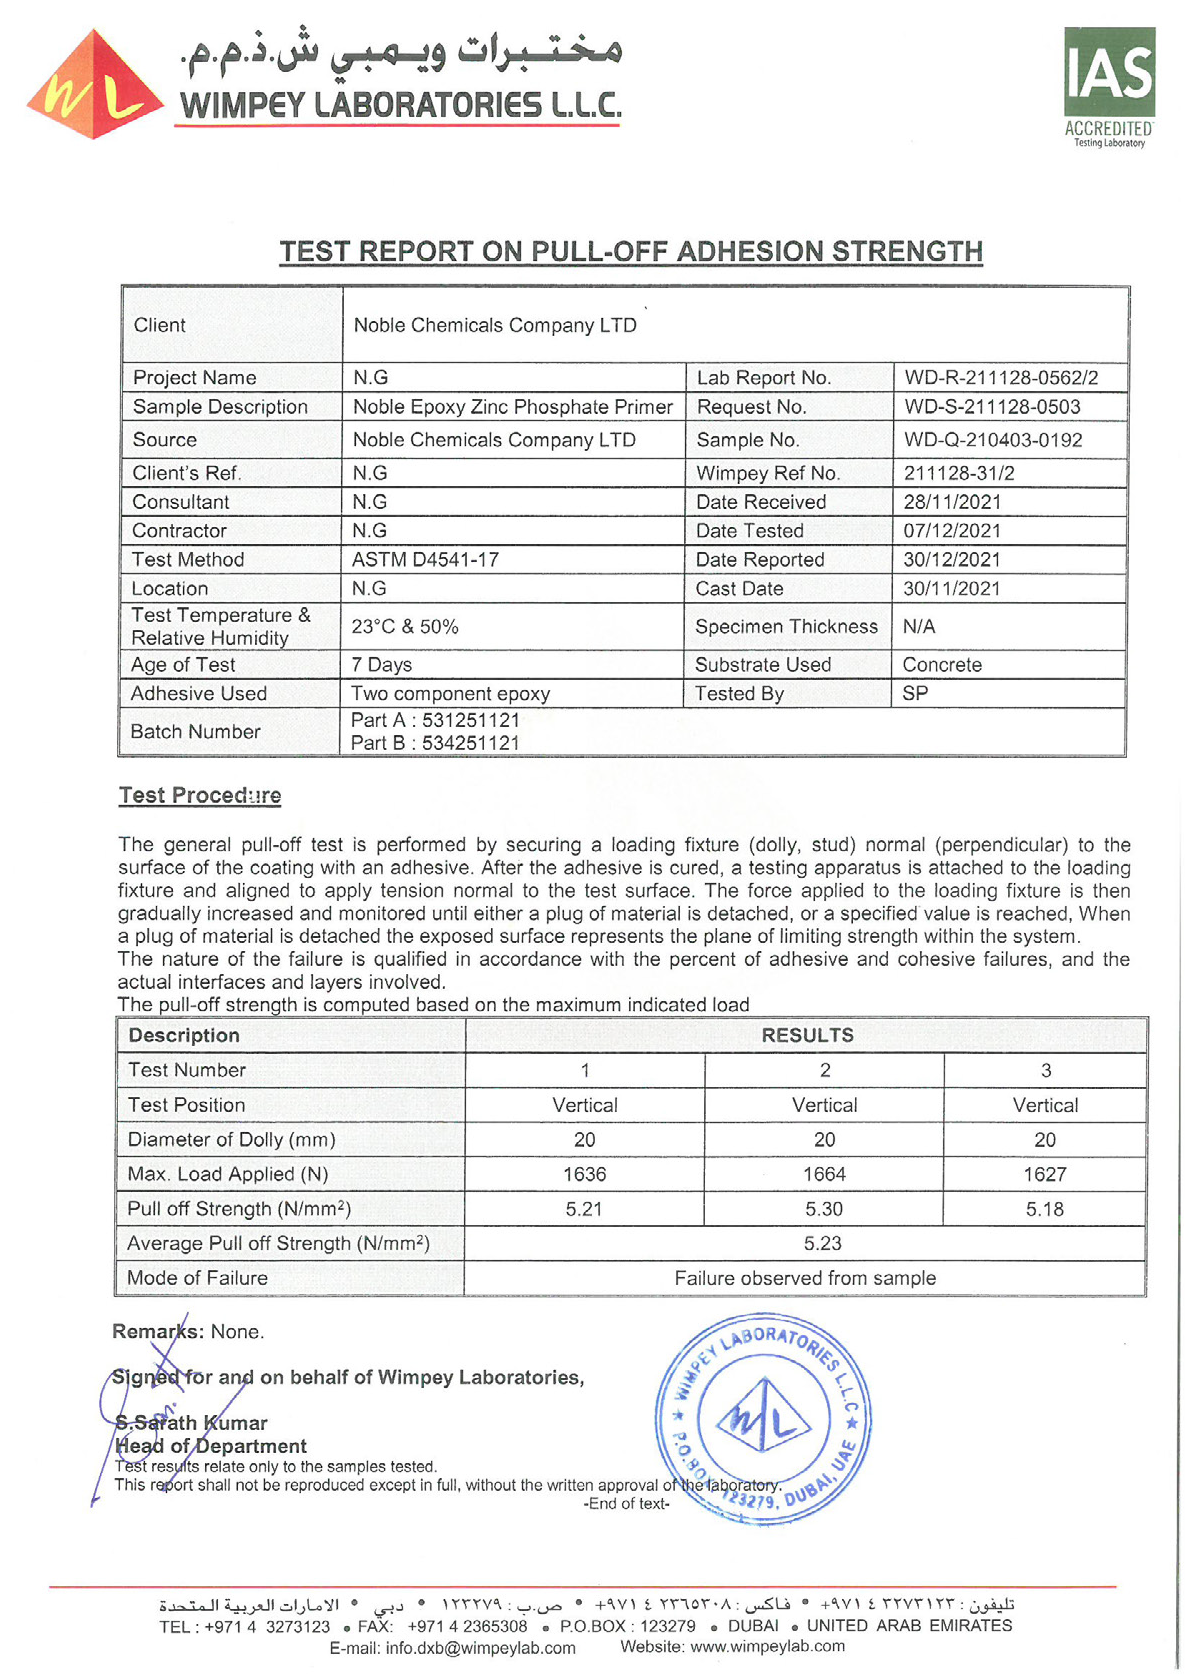 مختبرات ويمبي ش.ذ.م.م.
WIMPEY LABORATORIES L.L.C.
WL
IAS
ACCREDITED
Testing Laboratory
TEST REPORT ON PULL-OFF ADHESION STRENGTH
Client Noble Chemicals Company LTD
Project Name N.G Lab Report No. WD-R-211128-0562/2
Sample Description Noble Epoxy Zinc Phosphate Primer Request No. WD-S-211128-0503
Source Noble Chemicals Company LTD Sample No. WD-Q-210403-0192
Client's Ref. N.G Wimpey Ref No. 211128-31/2
Consultant N.G Date Received 28/11/2021
Contractor N.G Date Tested 07/12/2021
Test Method ASTM D4541-17 Date Reported 30/12/2021
Location N.G Cast Date 30/11/2021
Test Temperature &
Relative Humidity 23°C & 50% Specimen Thickness N/A
Age of Test 7 Days Substrate Used Concrete
Adhesive Used Two component epoxy Tested By SP
Batch Number Part A : 531251121
Part B : 534251121
Test Procedure
The general pull-off test is performed by securing a loading fixture (dolly, stud) normal (perpendicular) to the
surface of the coating with an adhesive. After the adhesive is cured, a testing apparatus is attached to the loading
fixture and aligned to apply tension normal to the test surface. The force applied to the loading fixture is then
gradually increased and monitored until either a plug of material is detached, or a specified value is reached, When
a plug of material is detached the exposed surface represents the plane of limiting strength within the system.
The nature of the failure is qualified in accordance with the percent of adhesive and cohesive failures, and the
actual interfaces and layers involved.
The pull-off strength is computed based on the maximum indicated load
Description RESULTS
Test Number 1 2 3
Test Position Vertical Vertical Vertical
Diameter of Dolly (mm) 20 20 20
Max. Load Applied (N) 1636 1664 1627
Pull off Strength (N/mm²) 5.21 5.30 5.18
Average Pull off Strength (N/mm²) 5.23
Mode of Failure Failure observed from sample
Remarks: None.
Signed for and on behalf of Wimpey Laboratories,
S.Sarath Kumar
Head of Department
Test results relate only to the samples tested.
This report shall not be reproduced except in full, without the written approval of the laboratory.
-End of text-
WIMPEY LABORATORIES L.L.C
WL
P.O.BOX 123279, DUBAI, UAE
تليفون : ٣٢٧٣١٢٣ ٤ ٩٧١+ • فاكس : ٢٣٦٥٣٠٨ ٤ ٩٧١+ • ص.ب : ١٢٣٢٧٩ • دبي • الامارات العربية المتحدة
TEL : +971 4 3273123 • FAX: +971 4 2365308 • P.O.BOX : 123279 • DUBAI • UNITED ARAB EMIRATES
E-mail: info.dxb@wimpeylab.com Website: www.wimpeylab.com